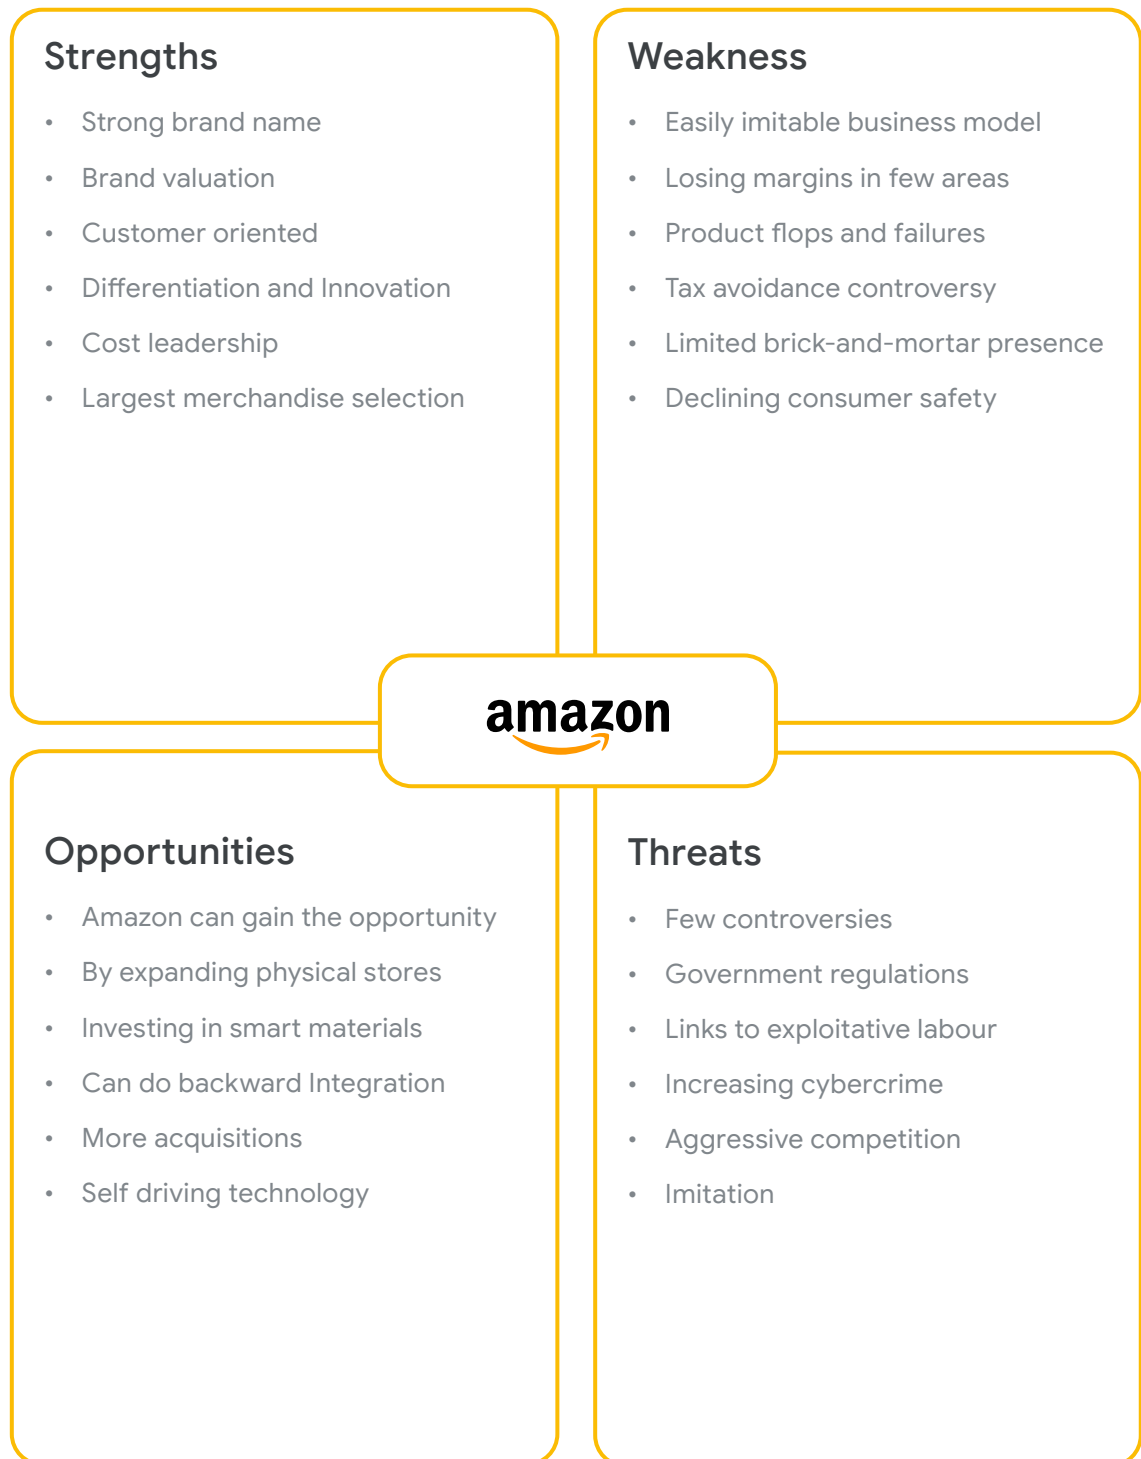 Strengths
• Strong brand name
• Brand valuation
• Customer oriented
• Differentiation and Innovation
• Cost leadership
• Largest merchandise selection
Weakness
• Easily imitable business model
• Losing margins in few areas
• Product flops and failures
• Tax avoidance controversy
• Limited brick-and-mortar presence
• Declining consumer safety
amazon
Opportunities
• Amazon can gain the opportunity
• By expanding physical stores
• Investing in smart materials
• Can do backward Integration
• More acquisitions
• Self driving technology
Threats
• Few controversies
• Government regulations
• Links to exploitative labour
• Increasing cybercrime
• Aggressive competition
• Imitation